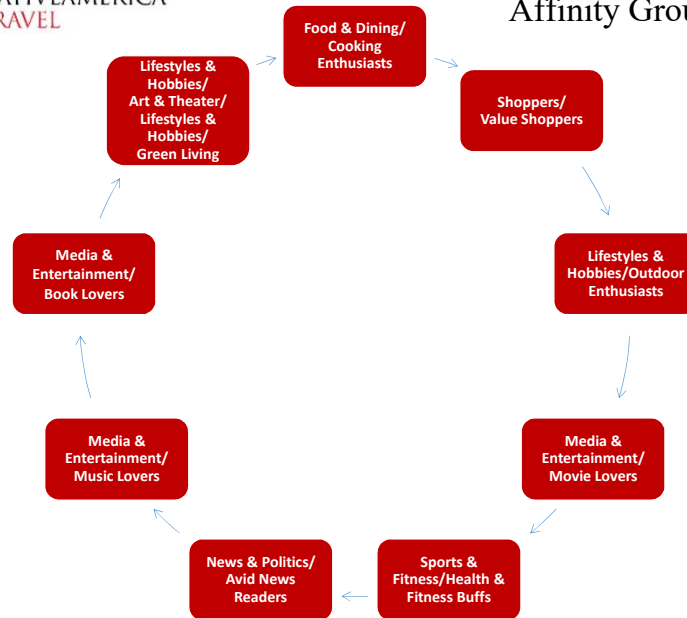 RAVEL
Affinity Grou
Food & Dining/
Cooking
Enthusiasts
Shoppers/
Value Shoppers
Lifestyles &
Hobbies/Outdoor
Enthusiasts
Media &
Entertainment/
Movie Lovers
Sports &
Fitness/Health &
Fitness Buffs
News & Politics/
Avid News
Readers
Media &
Entertainment/
Music Lovers
Media &
Entertainment/
Book Lovers
Lifestyles &
Hobbies/
Art & Theater/
Lifestyles &
Hobbies/
Green Living